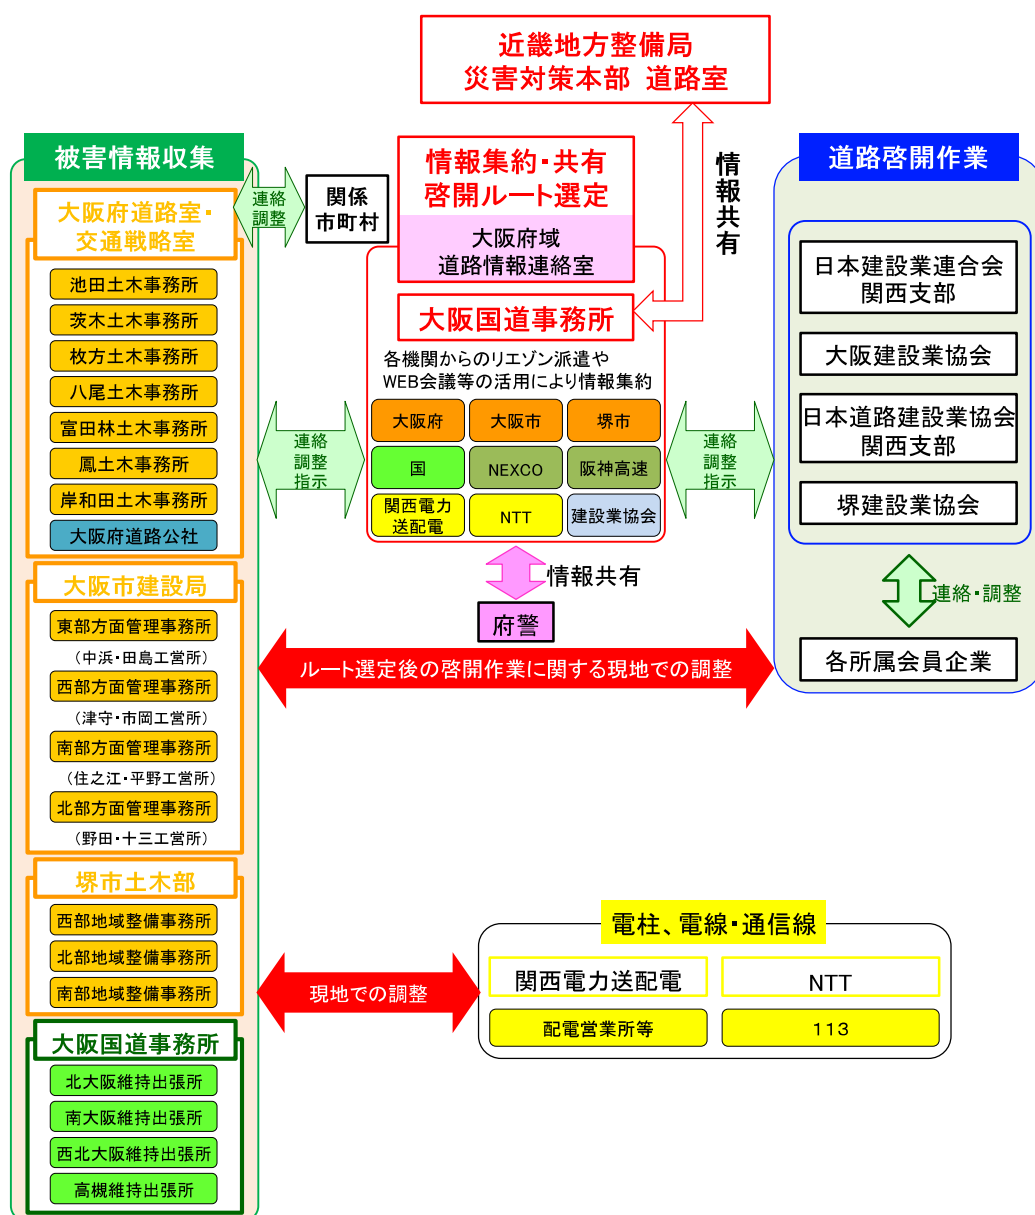 近畿地方整備局
災害対策本部 道路室
被害情報収集
大阪府道路室・
交通戦略室
池田土木事務所
茨木土木事務所
枚方土木事務所
八尾土木事務所
富田林土木事務所
鳳土木事務所
岸和田土木事務所
大阪府道路公社
大阪市建設局
東部方面管理事務所
（中浜・田島工営所）
西部方面管理事務所
（津守・市岡工営所）
南部方面管理事務所
（住之江・平野工営所）
北部方面管理事務所
（野田・十三工営所）
堺市土木部
西部地域整備事務所
北部地域整備事務所
南部地域整備事務所
大阪国道事務所
北大阪維持出張所
南大阪維持出張所
西北大阪維持出張所
高槻維持出張所
連絡
調整
関係
市町村
情報集約・共有
啓開ルート選定
大阪府域
道路情報連絡室
大阪国道事務所
各機関からのリエゾン派遣や
WEB会議等の活用により情報集約
大阪府
大阪市
堺市
国
NEXCO
阪神高速
関西電力
送配電
NTT
建設業協会
情報共有
連絡
調整
指示
連絡
調整
指示
情報共有
府警
ルート選定後の啓開作業に関する現地での調整
道路啓開作業
日本建設業連合会
関西支部
大阪建設業協会
日本道路建設業協会
関西支部
堺建設業協会
連絡・調整
各所属会員企業
現地での調整
電柱、電線・通信線
関西電力送配電
NTT
配電営業所等
113